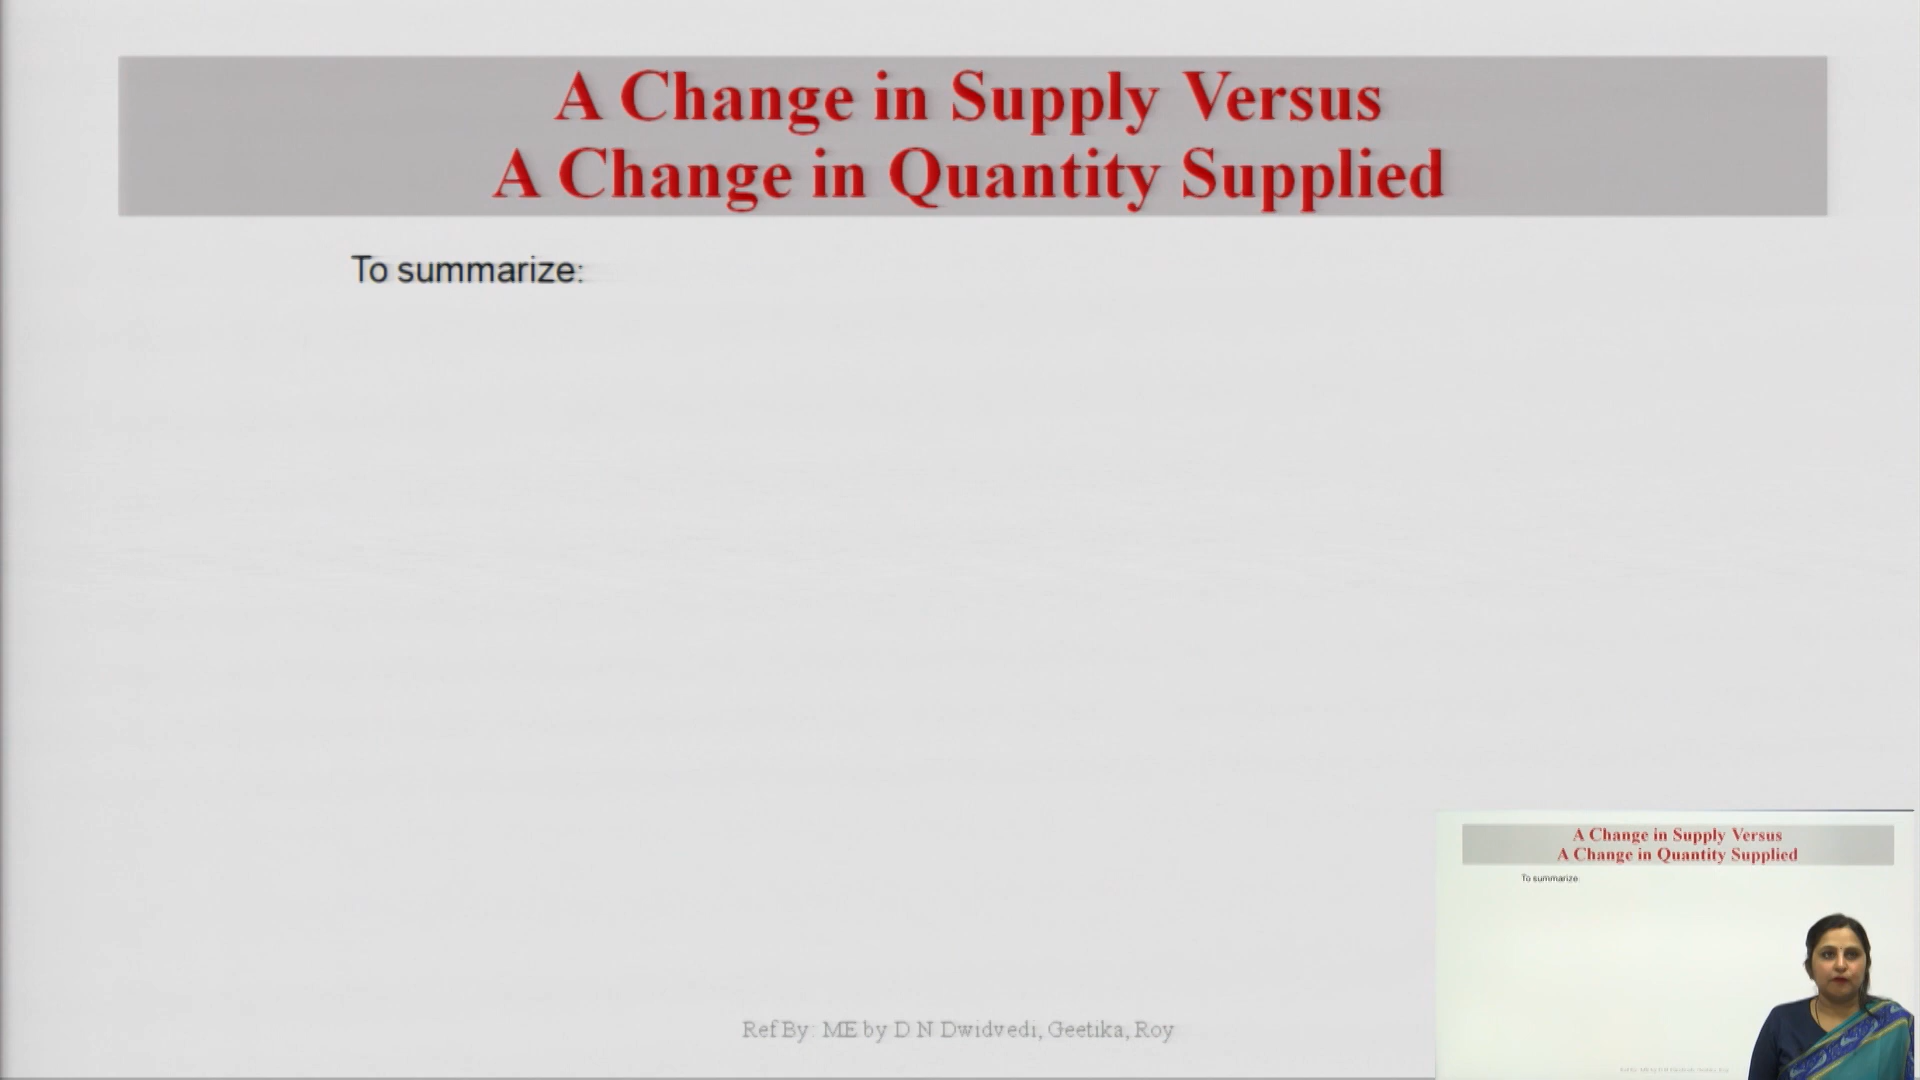 A Change in Supply Versus
A Change in Quantity Supplied
To summarize:
Ref By: ME by D N Dwidvedi, Geetika, Roy
A Change in Supply Versus
A Change in Quantity Supplied
To summarize